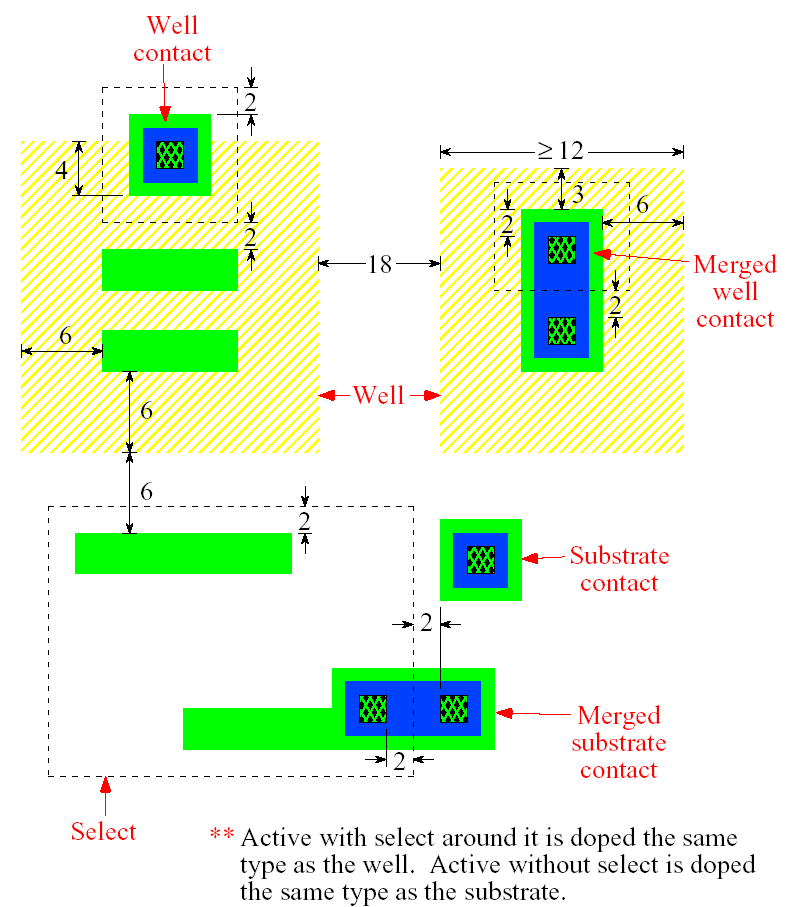 Well
contact
2
4
2
≥ 12
3
6
2
18
Merged
well
contact
2
6
6
Well
6
2
Substrate
contact
2
Merged
substrate
contact
2
Select
** Active with select around it is doped the same
type as the well. Active without select is doped
the same type as the substrate.